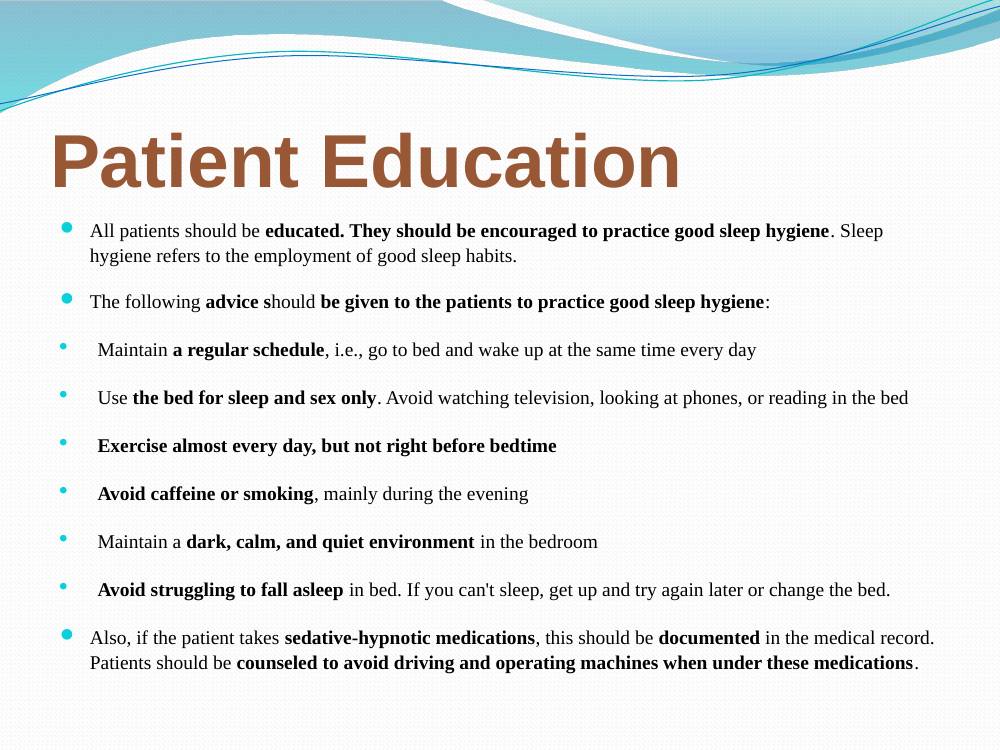 Patient Education
• All patients should be educated. They should be encouraged to practice good sleep hygiene. Sleep
hygiene refers to the employment of good sleep habits.
• The following advice should be given to the patients to practice good sleep hygiene:
• Maintain a regular schedule, i.e., go to bed and wake up at the same time every day
• Use the bed for sleep and sex only. Avoid watching television, looking at phones, or reading in the bed
• Exercise almost every day, but not right before bedtime
• Avoid caffeine or smoking, mainly during the evening
• Maintain a dark, calm, and quiet environment in the bedroom
• Avoid struggling to fall asleep in bed. If you can't sleep, get up and try again later or change the bed.
• Also, if the patient takes sedative-hypnotic medications, this should be documented in the medical record.
Patients should be counseled to avoid driving and operating machines when under these medications.